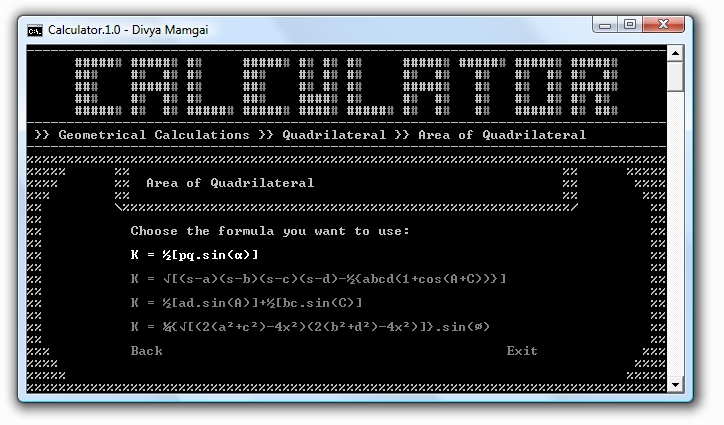 Calculator.1.0 - Divya Mamgai
CALCULATOR
>> Geometrical Calculations >> Quadrilateral >> Area of Quadrilateral
Area of Quadrilateral
Choose the formula you want to use:
K = ½[pq.sin(α)]
K = √[(s-a)(s-b)(s-c)(s-d)-½{abcd(1+cos(A+C))}]
K = ½[ad.sin(A)]+½[bc.sin(C)]
K = ¼{√[(2(a²+c²)-4x²)(2(b²+d²)-4x²)]}.sin(ø)
Back Exit